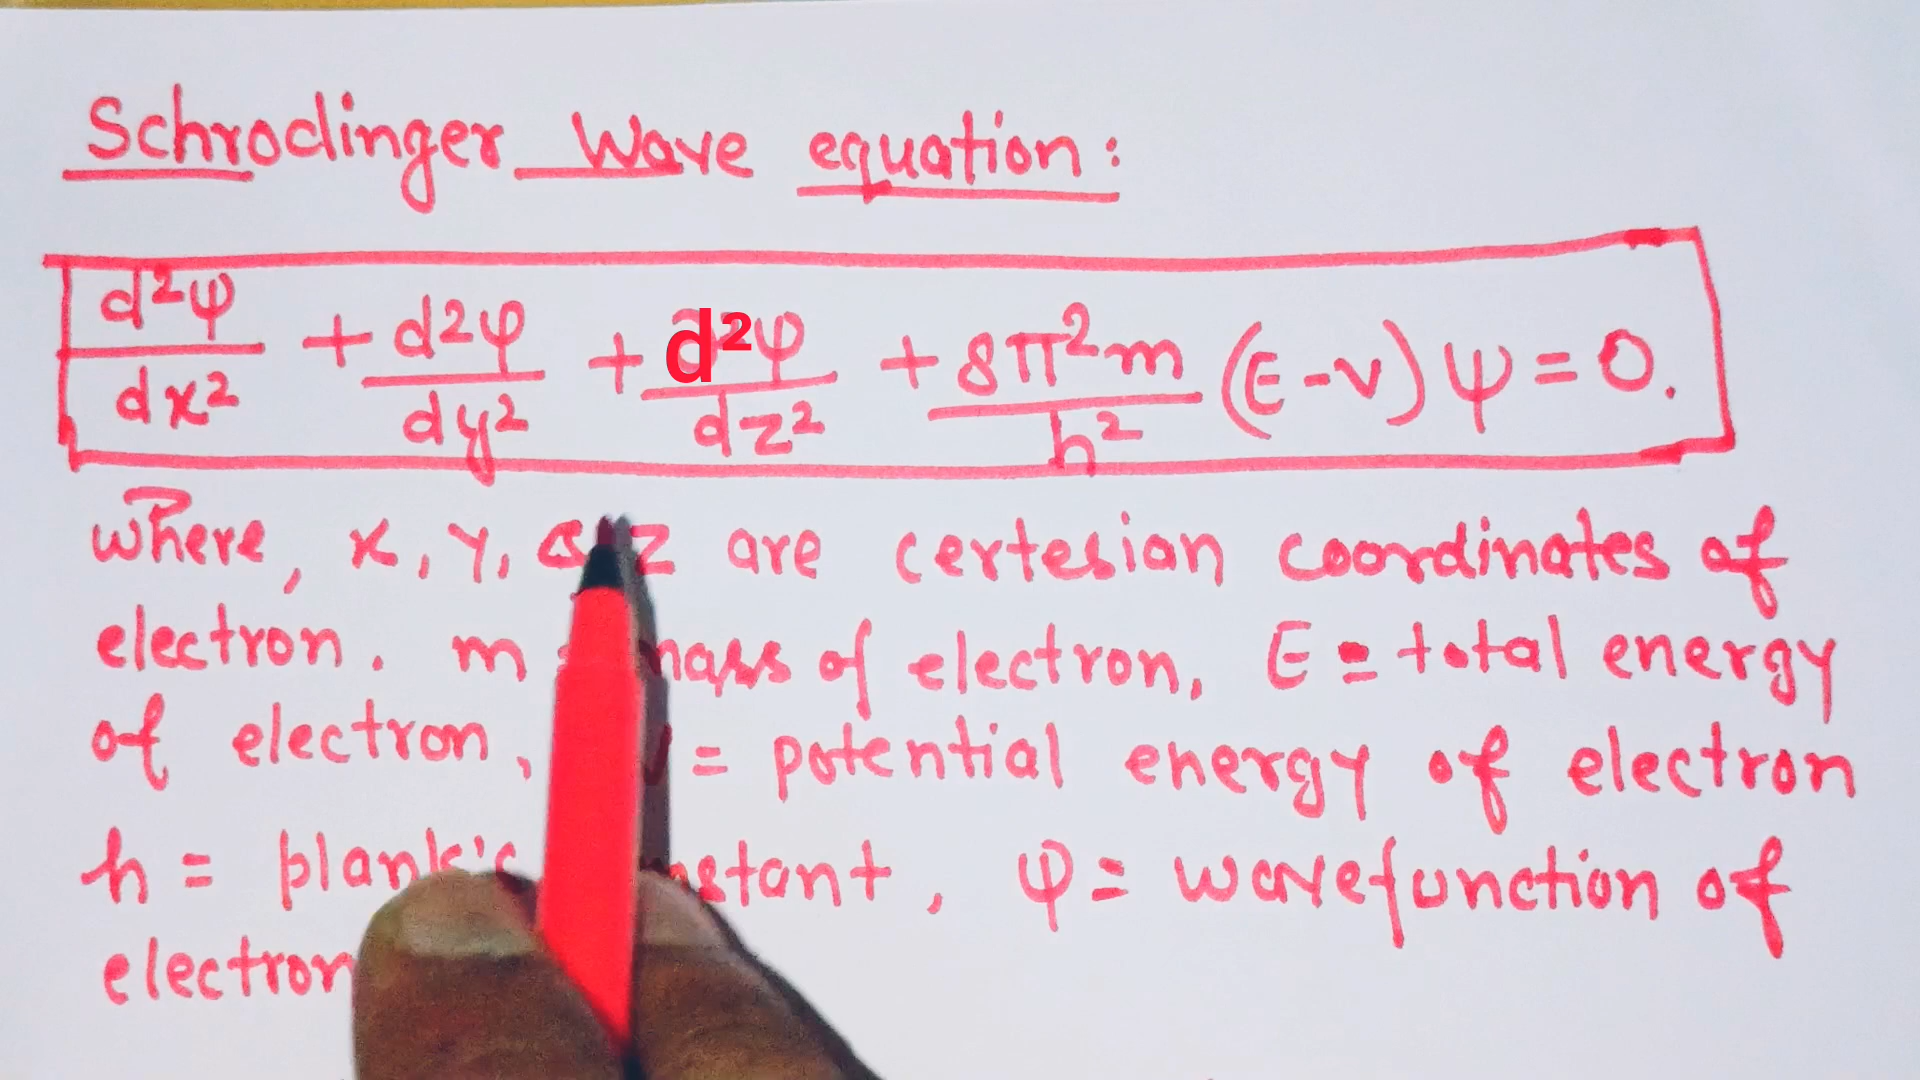 Schrodinger Wave equation:
d²ψ/dx² + d²ψ/dy² + d²ψ/dz² + 8π²m/h² (E-v) ψ = 0.
where, x, y, & z are certesian coordinates of
electron. m mass of electron, E = total energy
of electron, = potential energy of electron
h = plank's constant, ψ = wavefunction of
electron